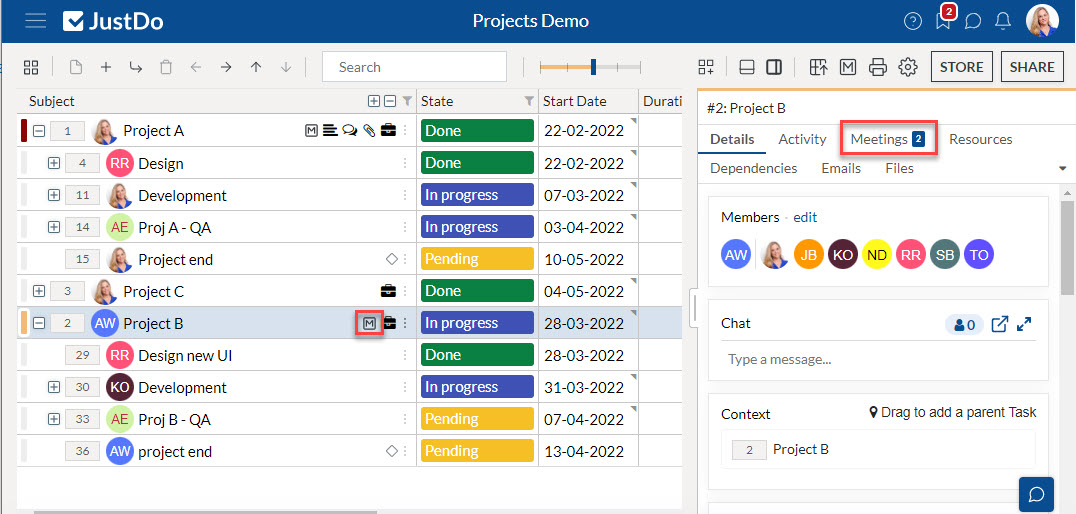 JustDo
Projects Demo
2
Search
M
STORE
SHARE
Subject
State
Start Date
Durati
1
Project A
M
Done
22-02-2022
4
RR
Design
Done
22-02-2022
11
Development
In progress
07-03-2022
14
AE
Proj A - QA
In progress
03-04-2022
15
Project end
Pending
10-05-2022
3
Project C
Done
04-05-2022
2
AW
Project B
M
In progress
28-03-2022
29
RR
Design new UI
Done
28-03-2022
30
KO
Development
In progress
31-03-2022
33
AE
Proj B - QA
Pending
07-04-2022
36
AW
project end
Pending
13-04-2022
#2: Project B
Details Activity Meetings 2 Resources
Dependencies Emails Files
Members - edit
AW JB KO ND RR SB TO
Chat
0
Type a message...
Context
Drag to add a parent Task
2
Project B